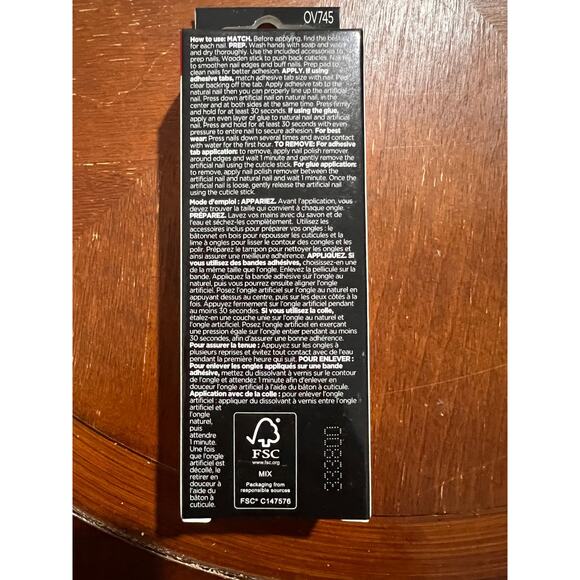 OV745
How to use: MATCH. Before applying, find the best
for each nail. PREP. Wash hands with soap and water
and dry thoroughly. Use the included accessories to
prep nails. Wooden stick to push back cuticles. Nail
to smoothen nail edges and buff nails. Prep pad to
clean nails for better adhesion. APPLY. If using
adhesive tabs, match adhesive tab size with nail. Peel
clear backing off the tab. Apply adhesive tab to the
natural nail then you can properly line up the artificial
nail. Press down artificial nail on natural nail, in the
center and at both sides at the same time. Press firmly
and hold for at least 30 seconds. If using the glue,
apply an even layer of glue to natural nail and artificial
nail. Press and hold for at least 30 seconds with even
pressure to entire nail to secure adhesion. For best
wear: Press nails down several times and avoid contact
with water for the first hour. TO REMOVE: For adhesive
tab application: to remove, apply nail polish remover
around edges and wait 1 minute and gently remove the
artificial nail using the cuticle stick. For glue application:
to remove, apply nail polish remover between the
artificial nail and natural nail and wait 1 minute. Once the
artificial nail is loose, gently release the artificial nail
using the cuticle stick.
Mode d'emploi : APPARIEZ. Avant l'application, vous
devez trouver la taille qui convient à chaque ongle.
PRÉPAREZ. Lavez vos mains avec du savon et de
l'eau et séchez-les complètement. Utilisez les
accessoires inclus pour préparer vos ongles : le
bâtonnet en bois pour repousser les cuticules et la
lime à ongles pour lisser le contour des ongles et les
polir. Préparez le tampon pour nettoyer les ongles et
ainsi assurer une meilleure adhérence. APPLIQUEZ. Si
vous utilisez des bandes adhésives, choisissez-en une
de la même taille que l'ongle. Enlevez la pellicule sur la
bande. Appliquez la bande adhésive sur l'ongle au
naturel, puis vous pourrez ensuite aligner l'ongle
artificiel. Posez l'ongle artificiel sur l'ongle au naturel en
appuyant dessus au centre, puis sur les deux côtés à la
fois. Appuyez fermement sur l'ongle artificiel pendant
au moins 30 secondes. Si vous utilisez la colle,
étalez-en une couche unie sur l'ongle au naturel et
l'ongle artificiel. Posez l'ongle artificiel en exerçant
une pression égale sur l'ongle entier pendant au moins
30 secondes, afin d'assurer une bonne adhérence.
Pour assurer la tenue : Appuyez sur les ongles à
plusieurs reprises et évitez tout contact avec de l'eau
pendant la première heure qui suit. POUR ENLEVER :
Pour enlever les ongles appliqués sur une bande
adhésive, mettez du dissolvant à vernis sur le contour
de l'ongle et attendez 1 minute afin d'enlever en
douceur l'ongle artificiel à l'aide du bâton à cuticule.
Application avec de la colle : pour enlever l'ongle
artificiel : appliquer du dissolvant à vernis entre l'ongle
artificiel et
l'ongle
naturel,
puis
attendre
1 minute.
Une fois
que l'ongle
artificiel est
décollé, le
retirer en
douceur à
l'aide du
bâton à
cuticule.
FSC
www.fsc.org
MIX
Packaging from
responsible sources
FSC® C147576